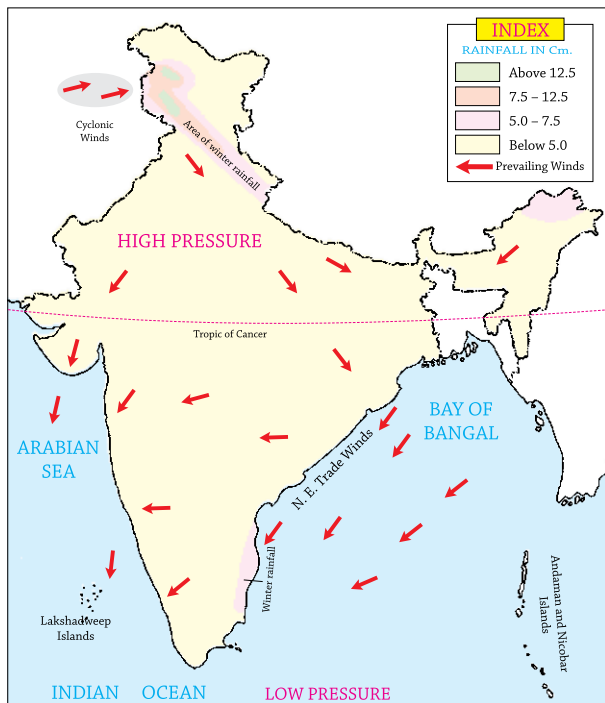 INDEX
RAINFALL IN Cm.
Above 12.5
7.5 – 12.5
5.0 – 7.5
Below 5.0
Prevailing Winds
Cyclonic
Winds
Area of winter rainfall
HIGH PRESSURE
Tropic of Cancer
ARABIAN
SEA
BAY OF
BANGAL
N. E. Trade Winds
Winter rainfall
Lakshadweep
Islands
Andaman and Nicobar
Islands
INDIAN OCEAN
LOW PRESSURE